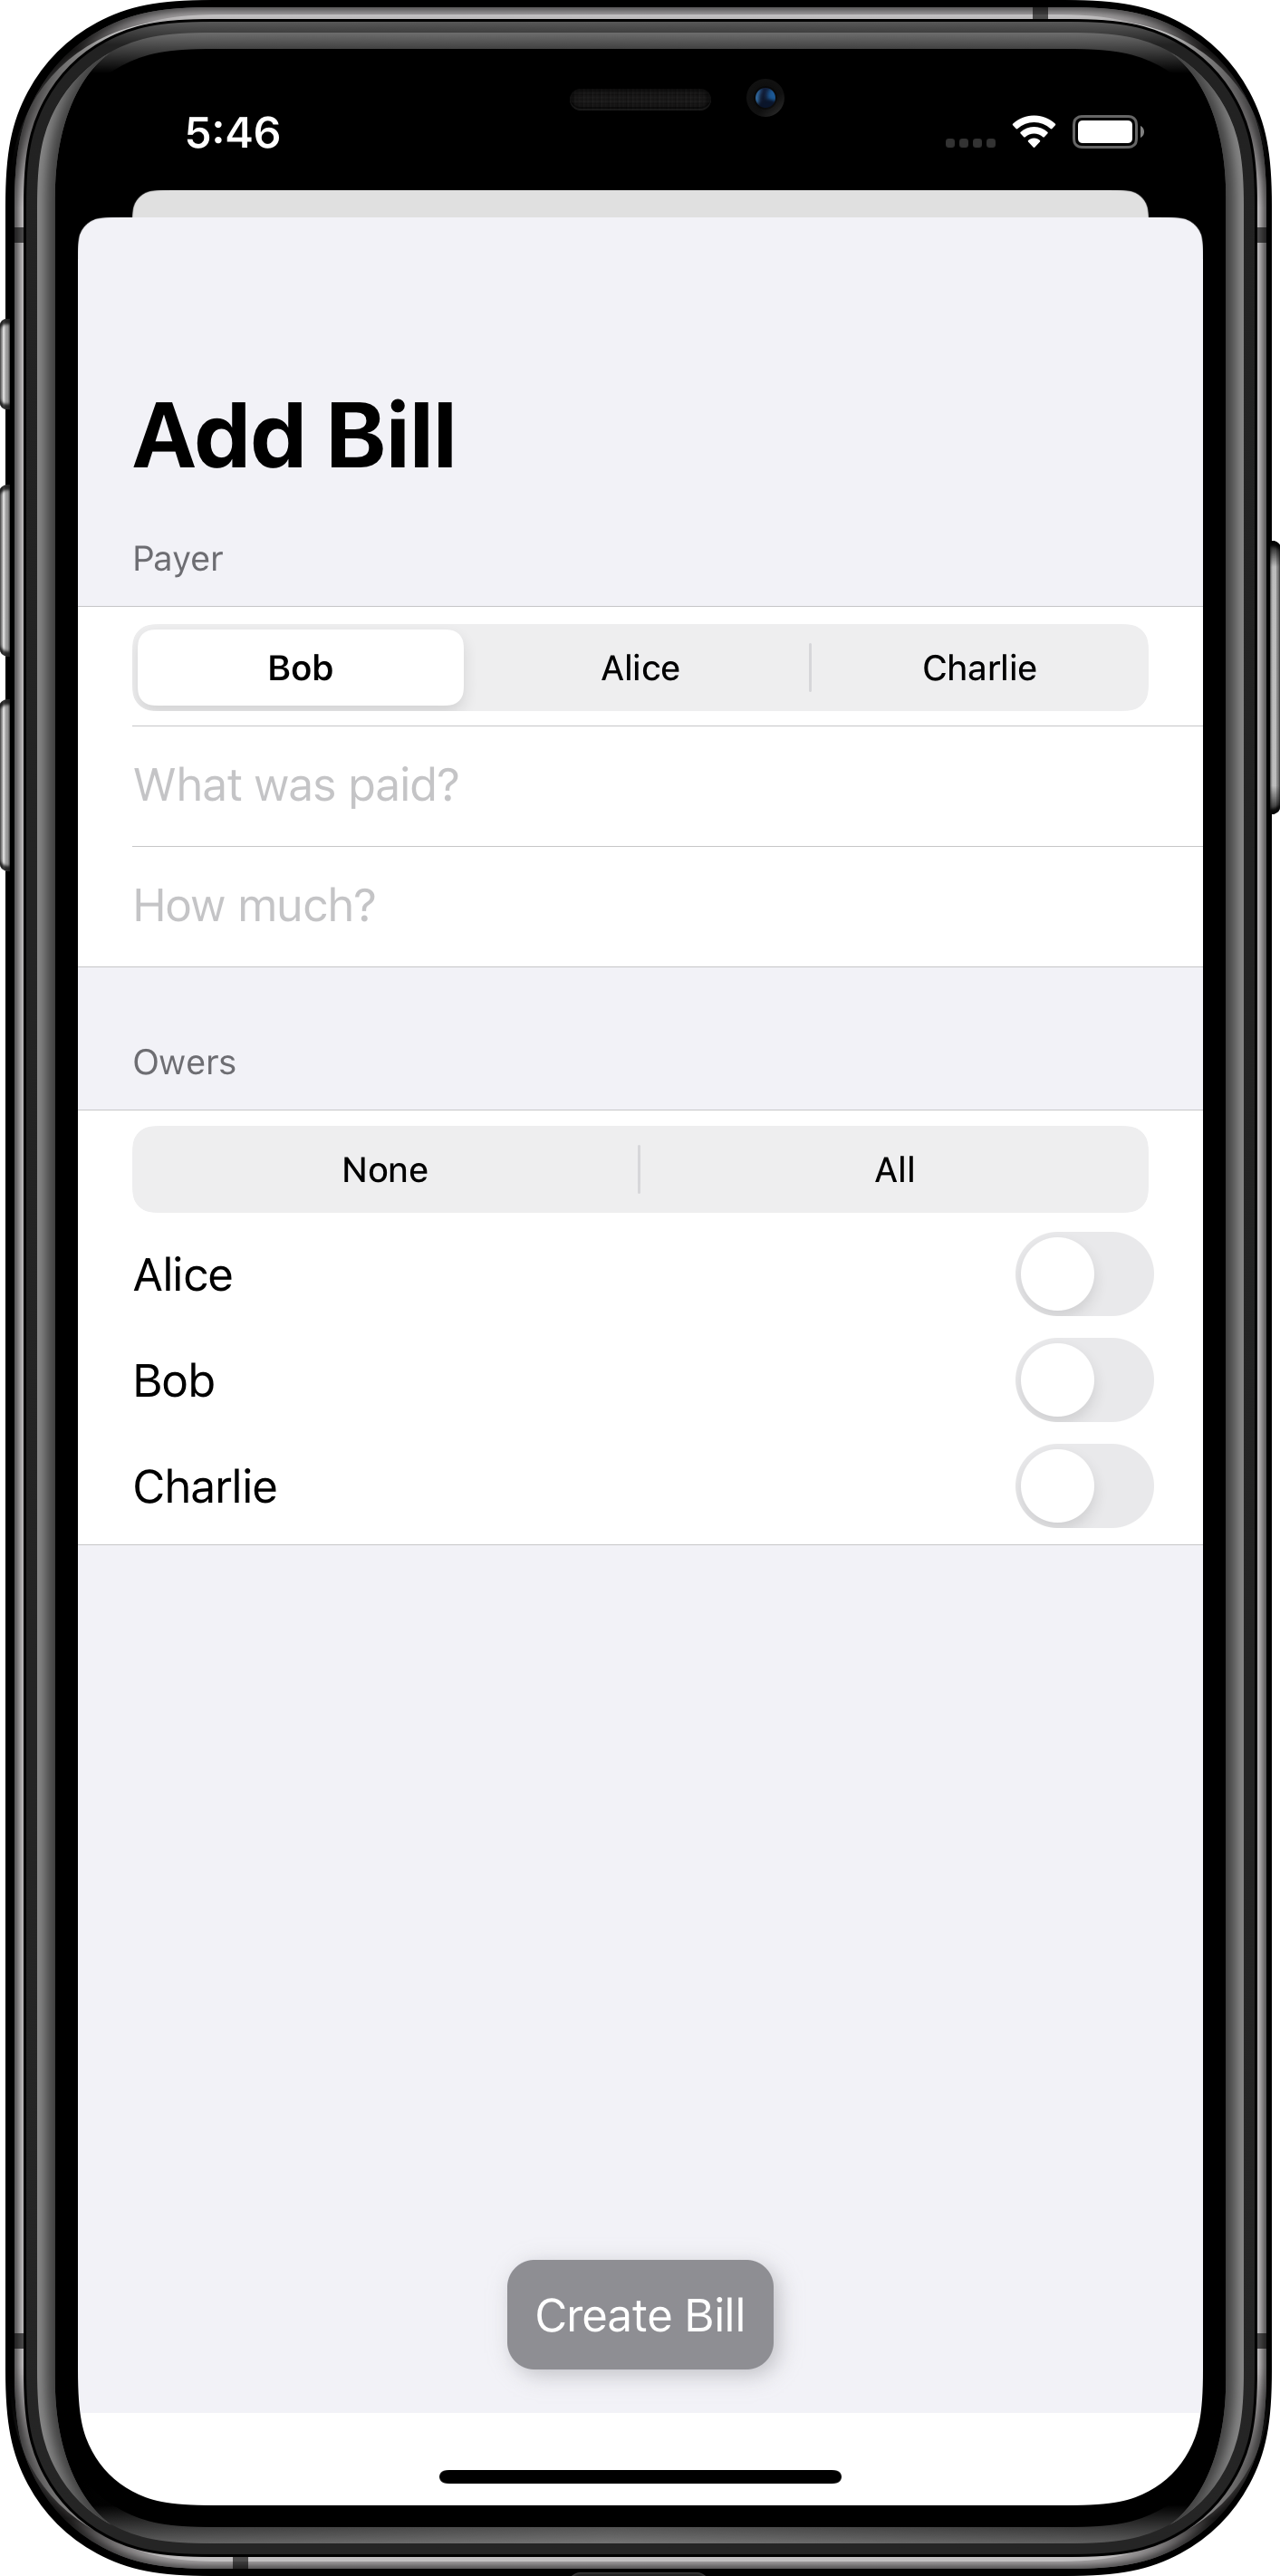 5:46
Add Bill
Payer
Bob Alice Charlie
What was paid?
How much?
Owers
None All
Alice
Bob
Charlie
Create Bill